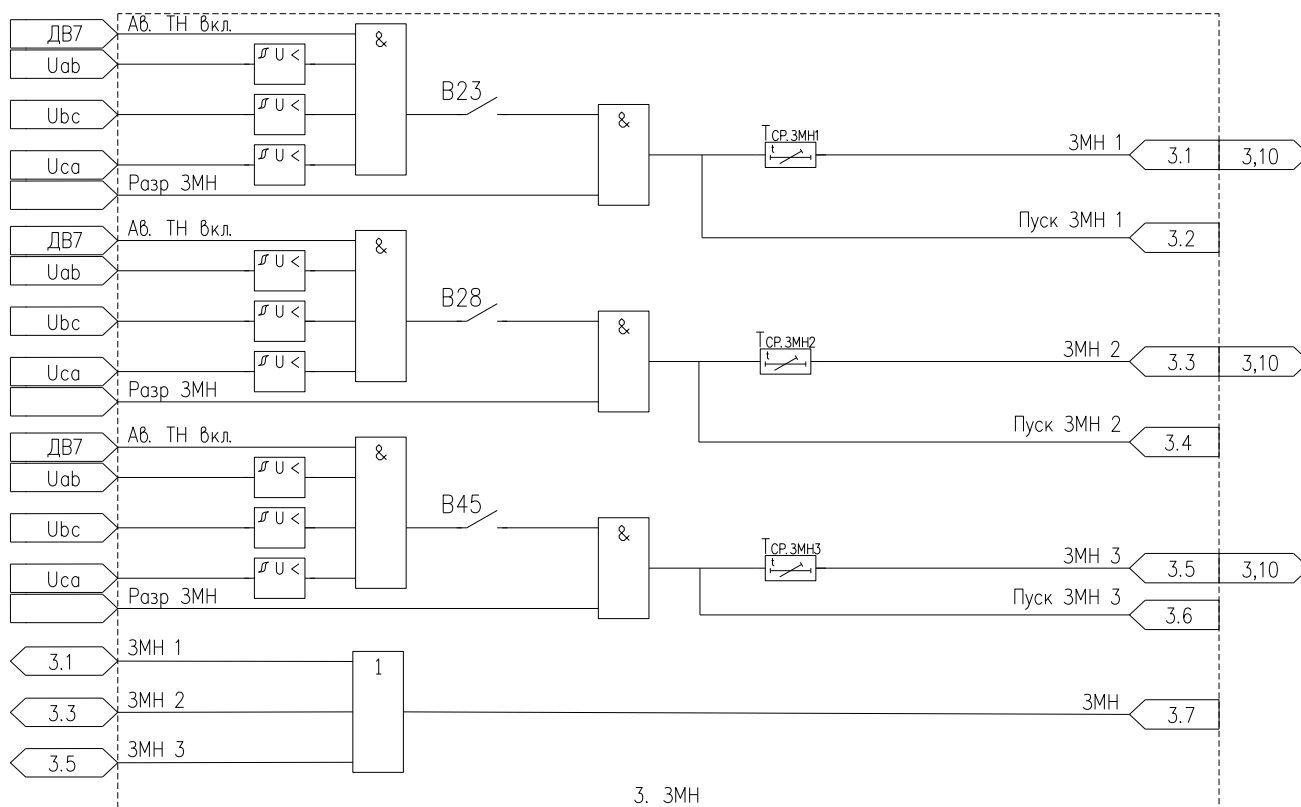 ДВ7 Ав. ТН вкл. &
Uab U <
Ubc U < В23 &
Uca U < ТСР.ЗМН1 t ЗМН 1 3.1 3,10
Разр ЗМН
Пуск ЗМН 1 3.2
ДВ7 Ав. ТН вкл. &
Uab U <
Ubc U < В28 &
Uca U < ТСР.ЗМН2 t ЗМН 2 3.3 3,10
Разр ЗМН
Пуск ЗМН 2 3.4
ДВ7 Ав. ТН вкл. &
Uab U <
Ubc U < В45 &
Uca U < ТСР.ЗМН3 t ЗМН 3 3.5 3,10
Разр ЗМН
Пуск ЗМН 3 3.6
3.1 ЗМН 1 1
3.3 ЗМН 2 ЗМН 3.7
3.5 ЗМН 3
3. ЗМН